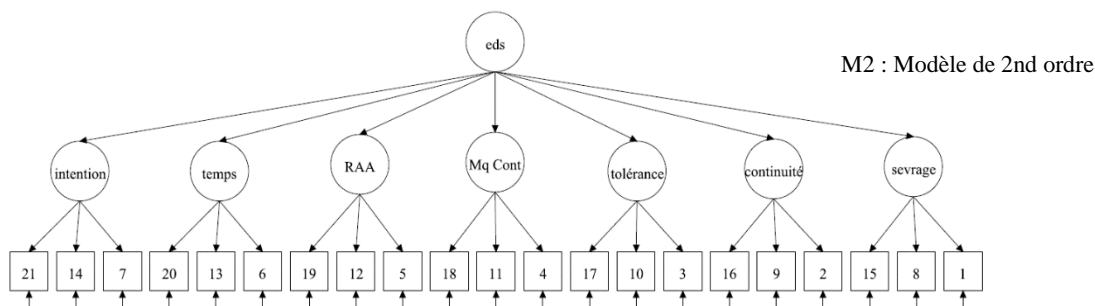 eds
M2 : Modèle de 2nd ordre
intention temps RAA Mq Cont tolérance continuité sevrage
21 14 7 20 13 6 19 12 5 18 11 4 17 10 3 16 9 2 15 8 1